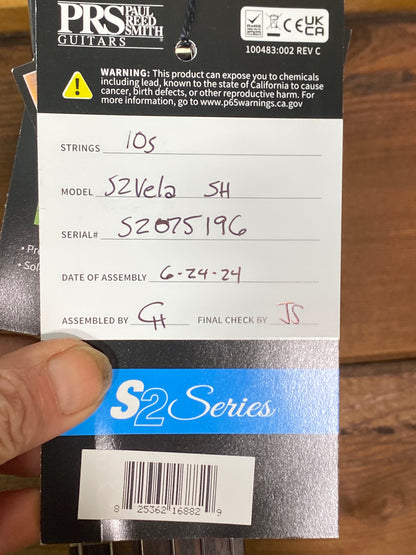 PRS PAUL REED SMITH
GUITARS
CE UK CA
100483:002 REV C
WARNING: This product can expose you to chemicals
including lead, known to the state of California to cause
cancer, birth defects, or other reproductive harm. For
more information, go to www.p65warnings.ca.gov
STRINGS 10s
MODEL S2Vela SH
SERIAL# S2075196
DATE OF ASSEMBLY 6-24-24
ASSEMBLED BY CH FINAL CHECK BY JS
S2 Series
8 25362 16882 9